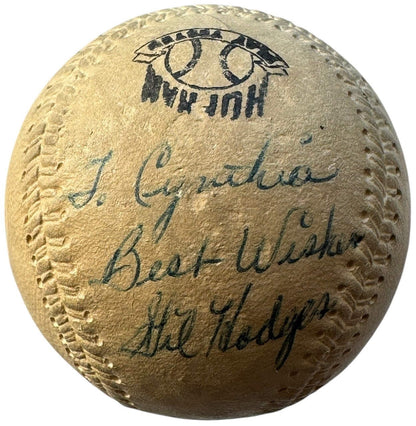 To Cynthia
Best Wishes
Gil Hodges